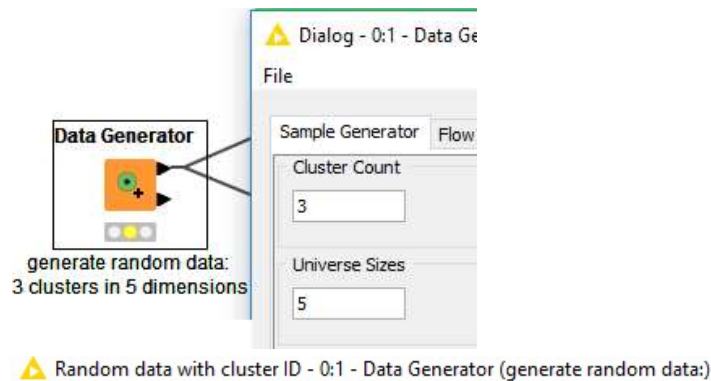 Dialog - 0:1 - Data Ge
File
Data Generator
Sample Generator Flow
Cluster Count
3
Universe Sizes
5
generate random data:
3 clusters in 5 dimensions
Random data with cluster ID - 0:1 - Data Generator (generate random data:)